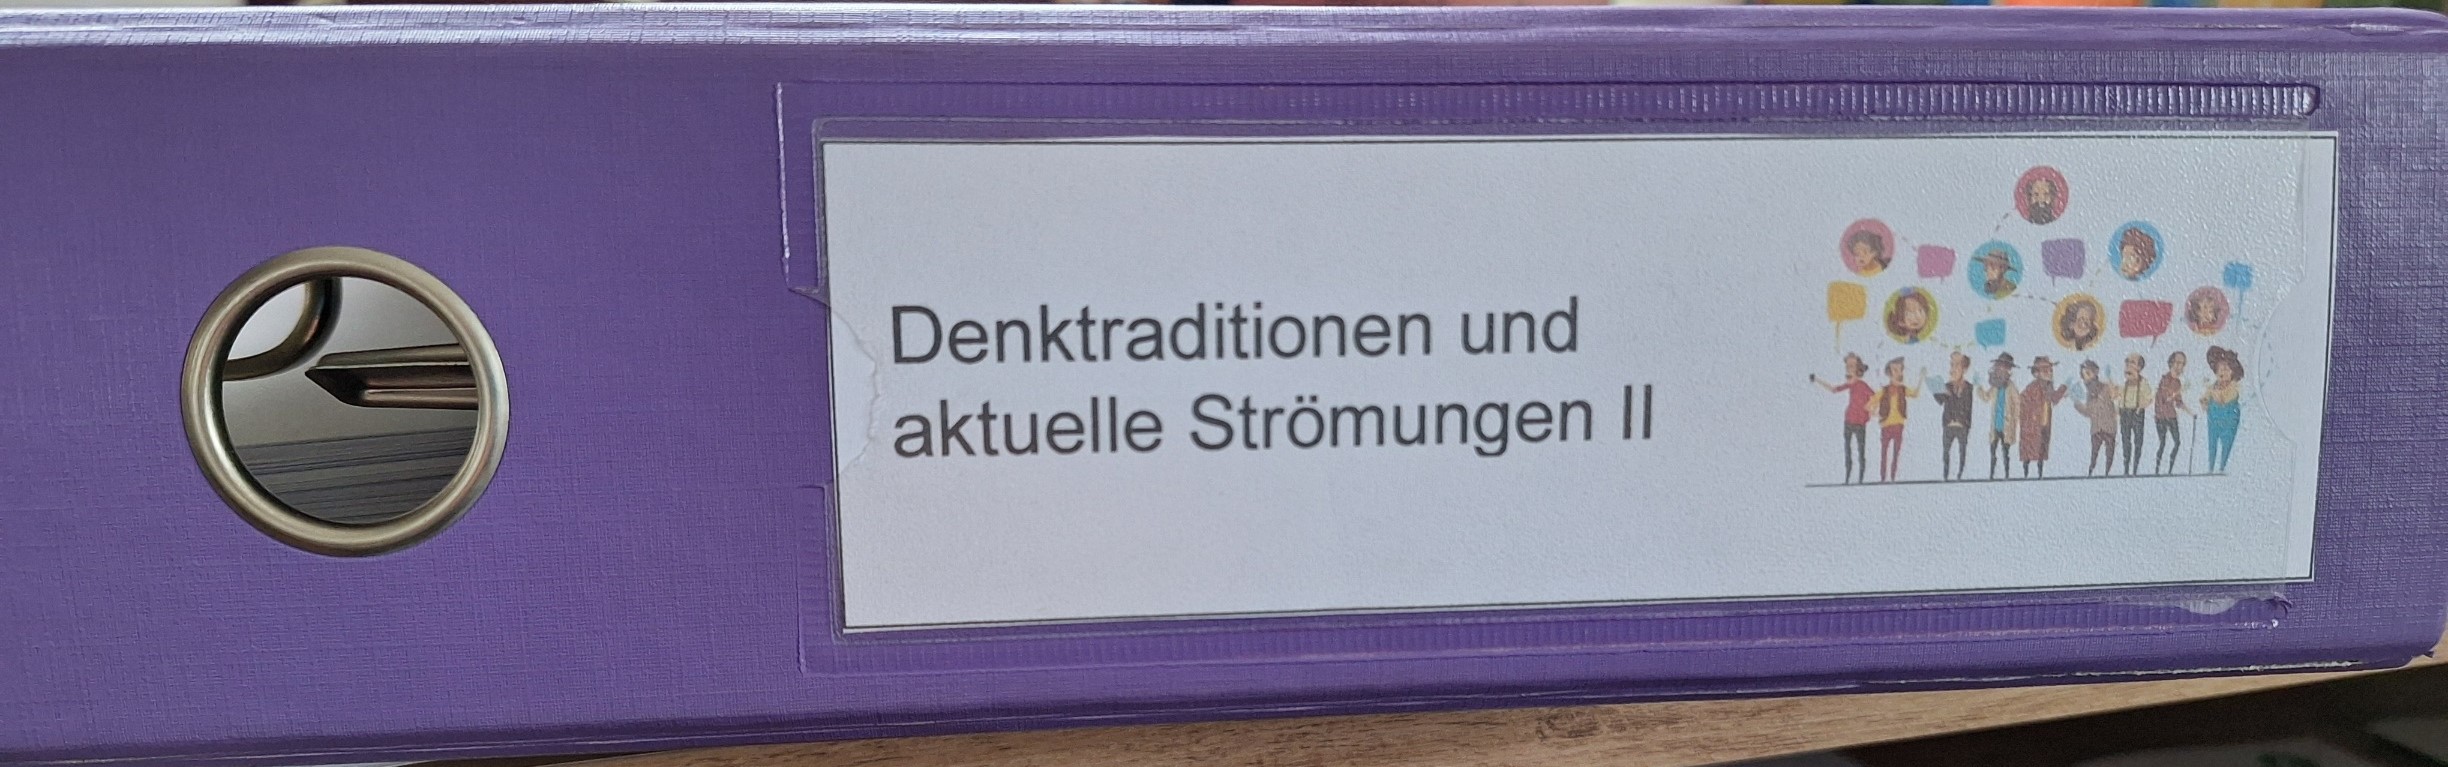 Denktraditionen und
aktuelle Strömungen II